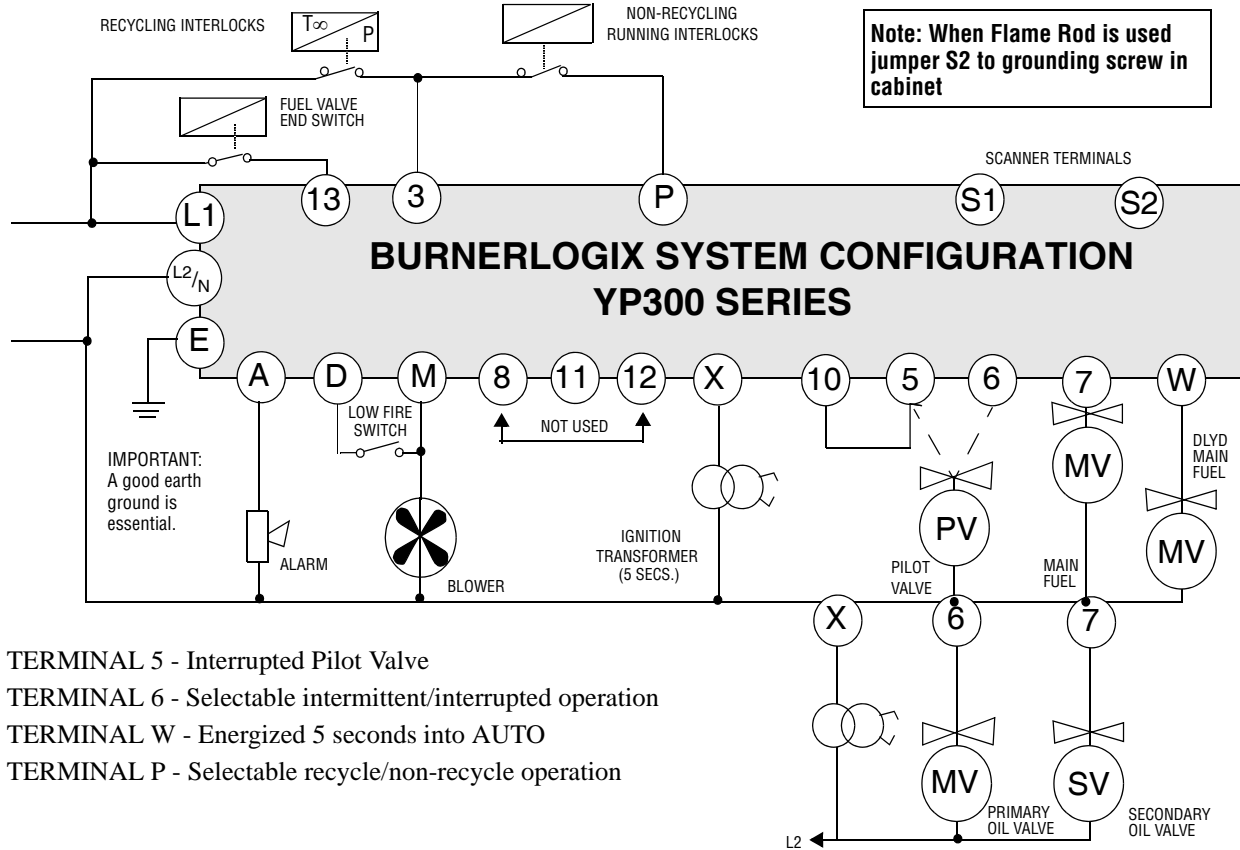 RECYCLING INTERLOCKS
T∞
P
NON-RECYCLING
RUNNING INTERLOCKS
Note: When Flame Rod is used
jumper S2 to grounding screw in
cabinet
FUEL VALVE
END SWITCH
SCANNER TERMINALS
13
3
P
S1
S2
L1
L2/N
E
BURNERLOGIX SYSTEM CONFIGURATION
YP300 SERIES
A
D
M
8
11
12
X
10
5
6
7
W
LOW FIRE
SWITCH
NOT USED
IMPORTANT:
A good earth
ground is
essential.
ALARM
BLOWER
IGNITION
TRANSFORMER
(5 SECS.)
PV
PILOT
VALVE
MV
MAIN
FUEL
DLYD
MAIN
FUEL
MV
X
6
7
TERMINAL 5 - Interrupted Pilot Valve
TERMINAL 6 - Selectable intermittent/interrupted operation
TERMINAL W - Energized 5 seconds into AUTO
TERMINAL P - Selectable recycle/non-recycle operation
MV
PRIMARY
OIL VALVE
SV
SECONDARY
OIL VALVE
L2